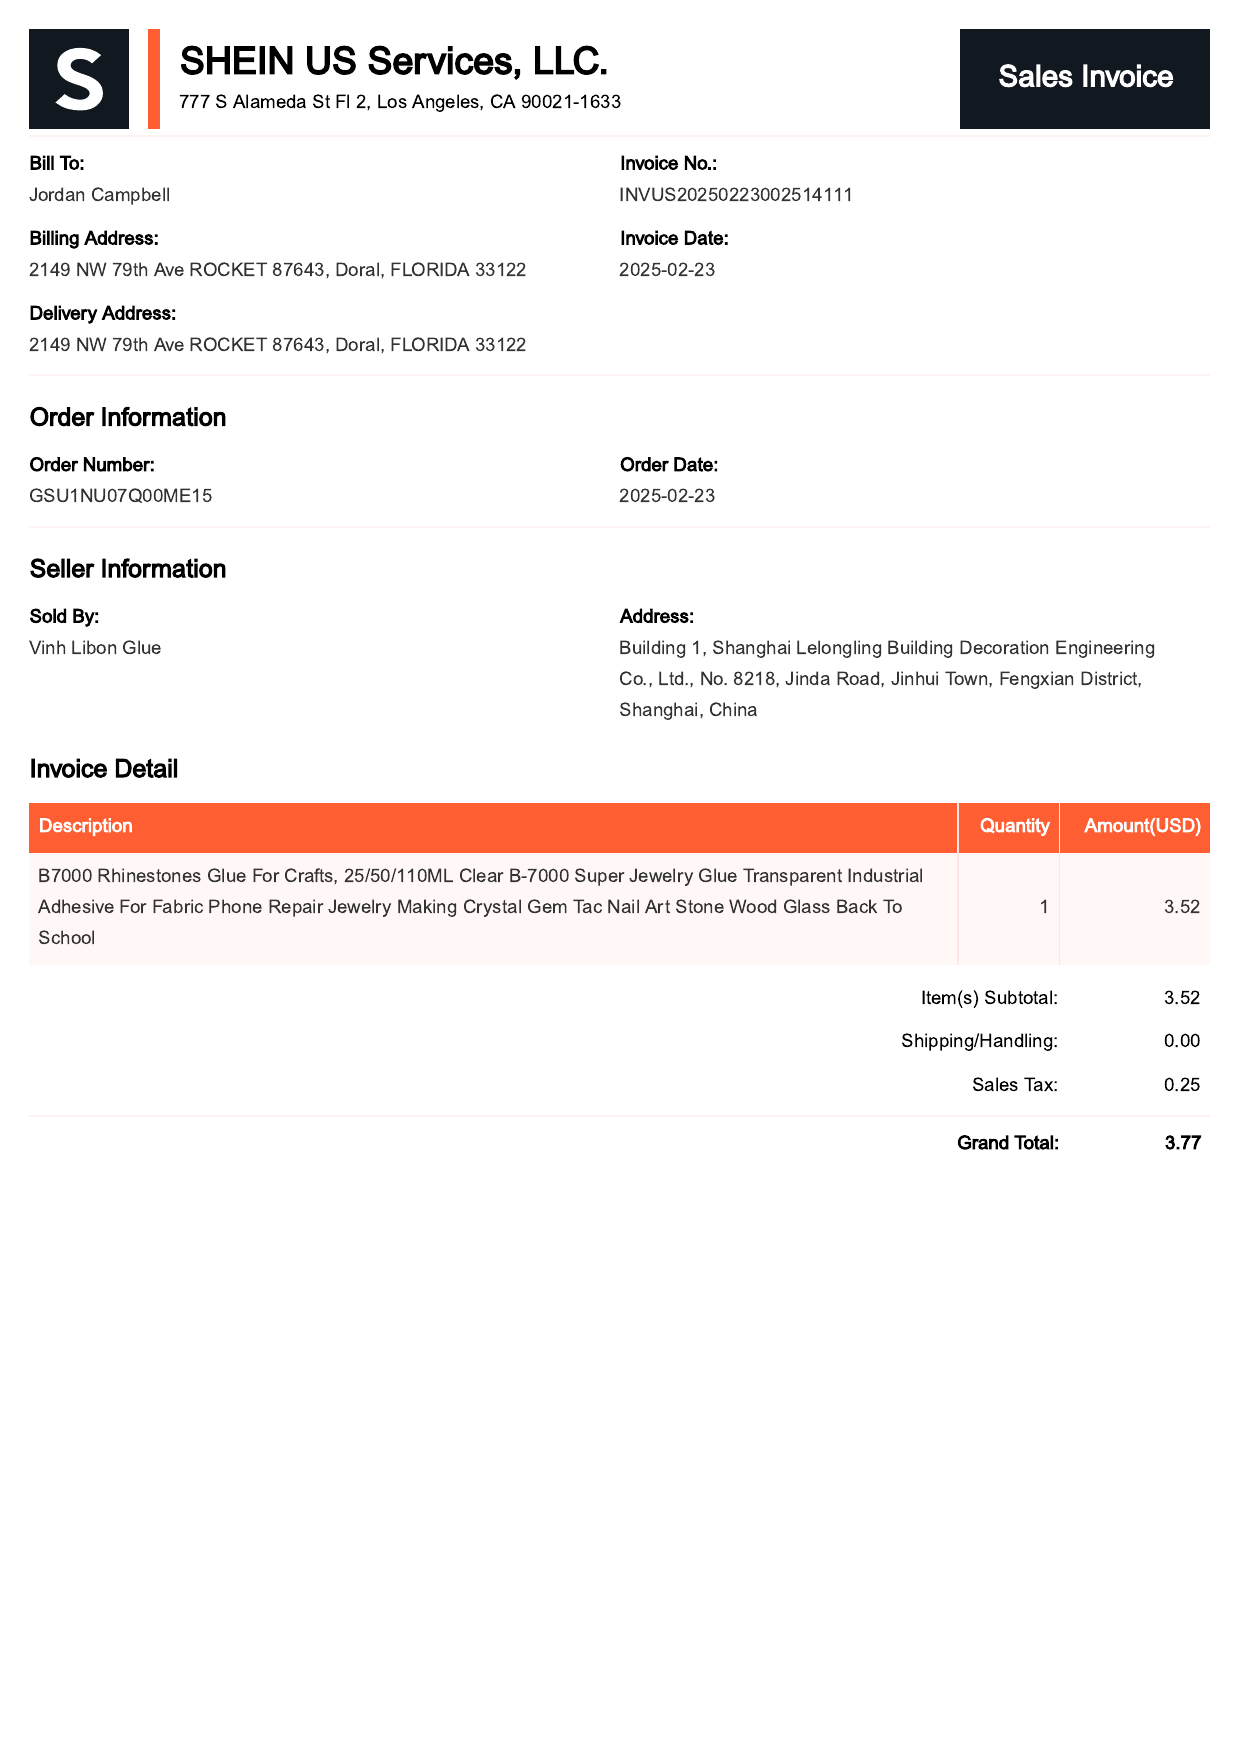 S
SHEIN US Services, LLC.
777 S Alameda St Fl 2, Los Angeles, CA 90021-1633
Sales Invoice
Bill To:
Jordan Campbell
Invoice No.:
INVUS20250223002514111
Billing Address:
2149 NW 79th Ave ROCKET 87643, Doral, FLORIDA 33122
Invoice Date:
2025-02-23
Delivery Address:
2149 NW 79th Ave ROCKET 87643, Doral, FLORIDA 33122
Order Information
Order Number:
GSU1NU07Q00ME15
Order Date:
2025-02-23
Seller Information
Sold By:
Vinh Libon Glue
Address:
Building 1, Shanghai Lelongling Building Decoration Engineering
Co., Ltd., No. 8218, Jinda Road, Jinhui Town, Fengxian District,
Shanghai, China
Invoice Detail
Description Quantity Amount(USD)
B7000 Rhinestones Glue For Crafts, 25/50/110ML Clear B-7000 Super Jewelry Glue Transparent Industrial
Adhesive For Fabric Phone Repair Jewelry Making Crystal Gem Tac Nail Art Stone Wood Glass Back To
School
1 3.52
Item(s) Subtotal: 3.52
Shipping/Handling: 0.00
Sales Tax: 0.25
Grand Total: 3.77